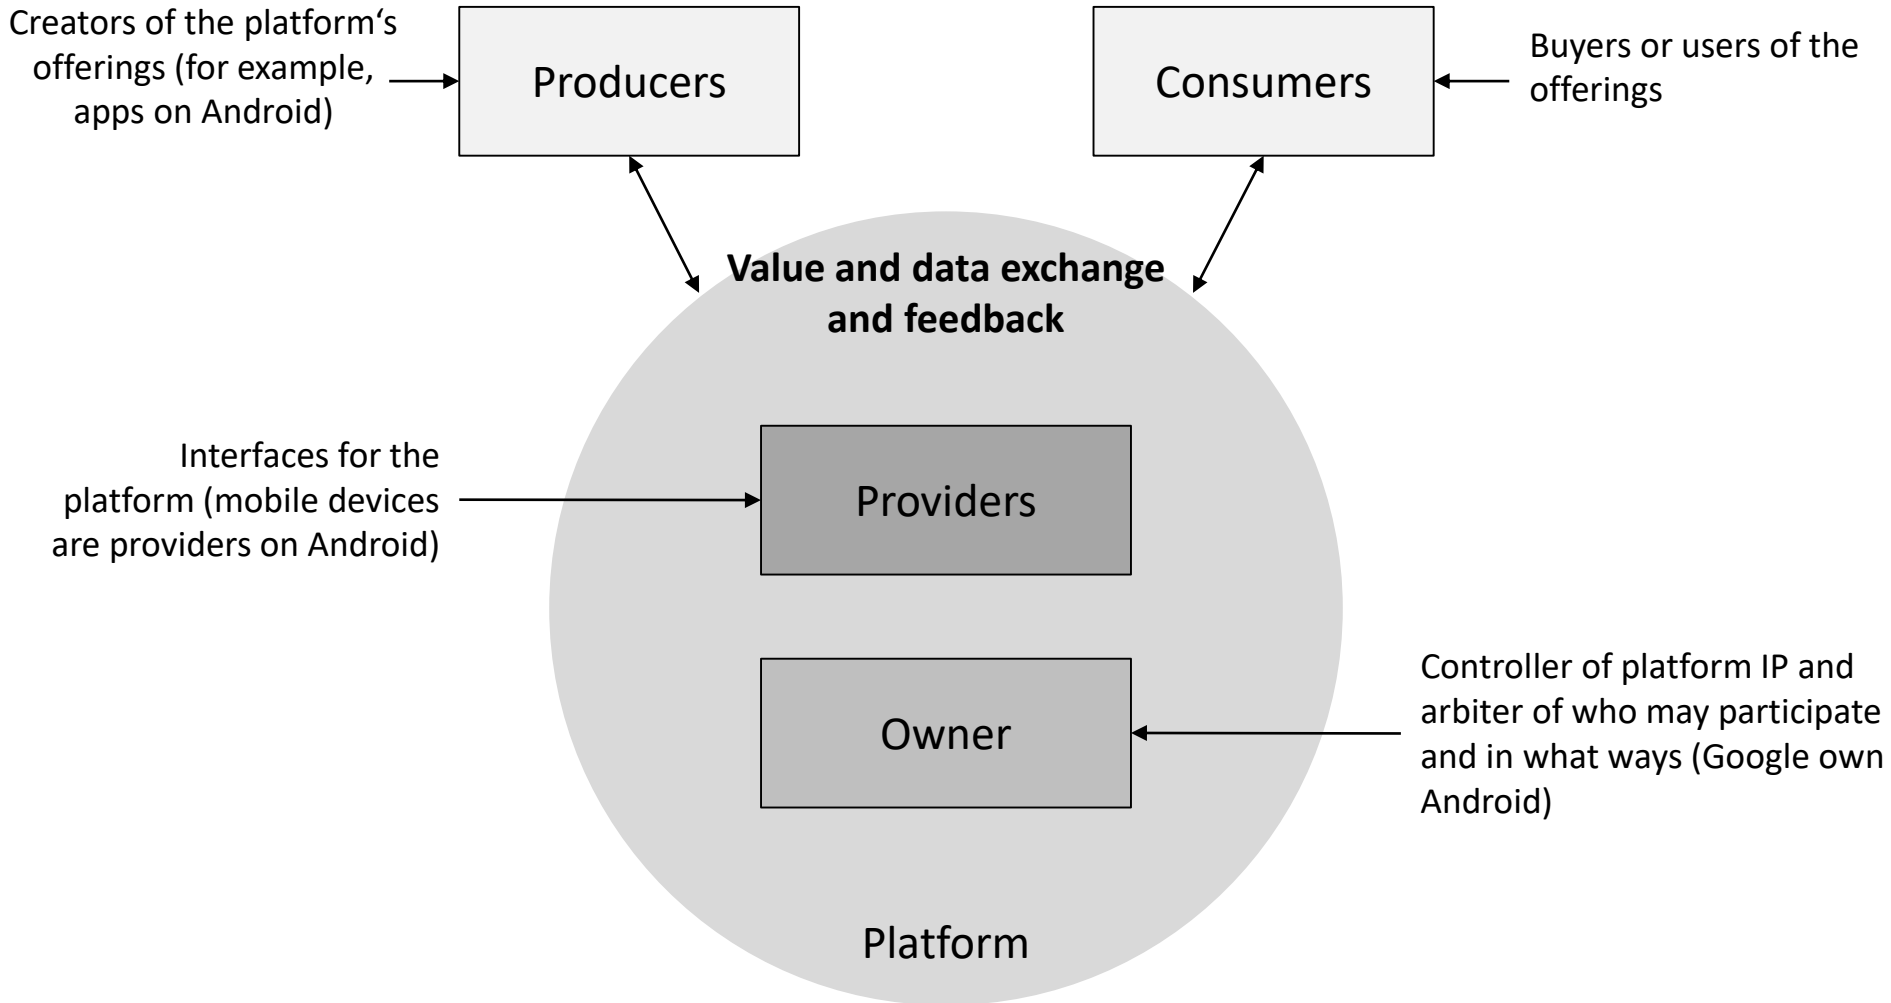 Creators of the platform‘s
offerings (for example,
apps on Android)
Producers
Consumers
Buyers or users of the
offerings
Value and data exchange
and feedback
Interfaces for the
platform (mobile devices
are providers on Android)
Providers
Owner
Controller of platform IP and
arbiter of who may participate
and in what ways (Google own
Android)
Platform